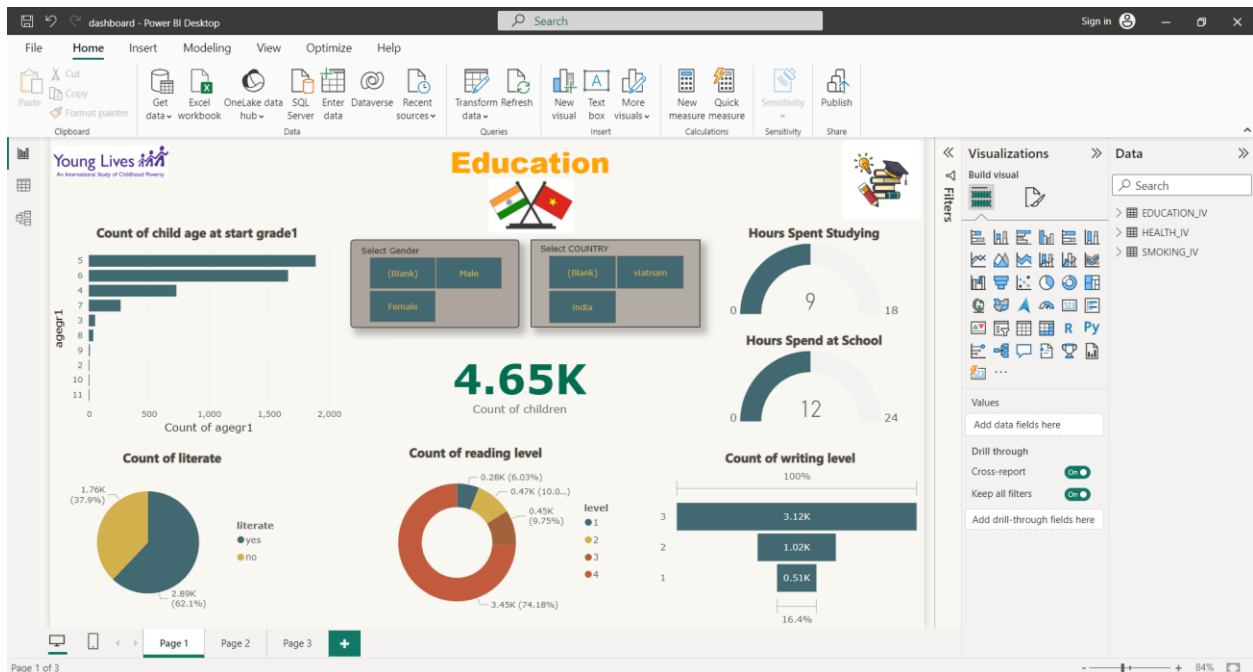 dashboard - Power BI Desktop
Search
Sign in
File Home Insert Modeling View Optimize Help
Paste
Cut
Copy
Format painter
Clipboard
Get data
Excel workbook
OneLake data hub
SQL Server
Enter data
Dataverse
Recent sources
Data
Transform data
Refresh
Queries
New visual
Text box
More visuals
Insert
New measure
Quick measure
Calculations
Sensitivity
Sensitivity
Publish
Share
Young Lives
An International Study of Childhood Poverty
Education
Count of child age at start grade1
agegr1
5
6
4
7
3
8
9
2
10
11
0 500 1,000 1,500 2,000
Count of agegr1
Select Gender
(Blank) Male
Female
Select COUNTRY
(Blank) viatnam
india
Hours Spent Studying
9
0 18
4.65K
Count of children
Hours Spend at School
12
0 24
Count of literate
1.76K
(37.9%)
2.89K
(62.1%)
literate
yes
no
Count of reading level
0.28K (6.03%)
0.47K (10.0...)
0.45K
(9.75%)
3.45K (74.18%)
level
1
2
3
4
Count of writing level
100%
3 3.12K
2 1.02K
1 0.51K
16.4%
Filters
Visualizations
Build visual
123
R Py
...
Values
Add data fields here
Drill through
Cross-report On
Keep all filters On
Add drill-through fields here
Data
Search
EDUCATION_IV
HEALTH_IV
SMOKING_IV
Page 1 Page 2 Page 3 +
Page 1 of 3
- + 84%